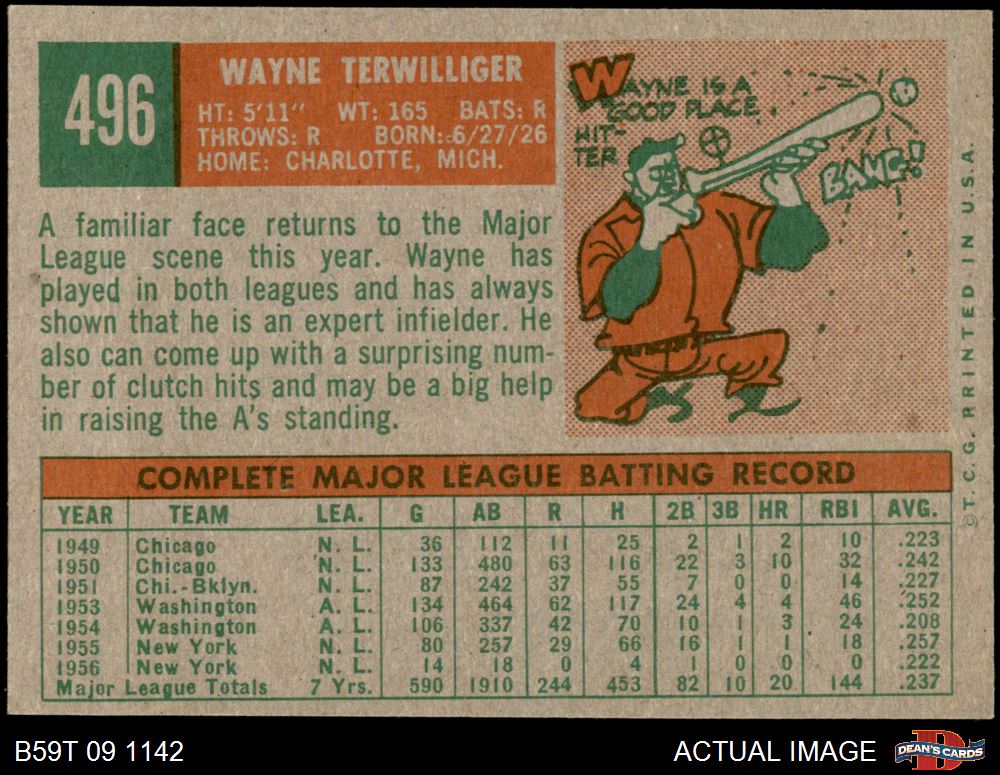 496
WAYNE TERWILLIGER
HT: 5'11" WT: 165 BATS: R
THROWS: R BORN: 6/27/26
HOME: CHARLOTTE, MICH.
WAYNE IS A
GOOD PLACE..
HIT-
TER
BANG!
A familiar face returns to the Major
League scene this year. Wayne has
played in both leagues and has always
shown that he is an expert infielder. He
also can come up with a surprising num-
ber of clutch hits and may be a big help
in raising the A's standing.
© T. C. G. PRINTED IN U.S.A.
COMPLETE MAJOR LEAGUE BATTING RECORD
YEAR TEAM LEA. G AB R H 2B 3B HR RBI AVG.
1949 Chicago N. L. 36 112 11 25 2 1 2 10 .223
1950 Chicago N. L. 133 480 63 116 22 3 10 32 .242
1951 Chi.-Bklyn. N. L. 87 242 37 55 7 0 0 14 .227
1953 Washington A. L. 134 464 62 117 24 4 4 46 .252
1954 Washington A. L. 106 337 42 70 10 1 3 24 .208
1955 New York N. L. 80 257 29 66 16 1 1 18 .257
1956 New York N. L. 14 18 0 4 1 0 0 0 .222
Major League Totals 7 Yrs. 590 1910 244 453 82 10 20 144 .237
B59T 09 1142
ACTUAL IMAGE
D
DEAN'S CARDS